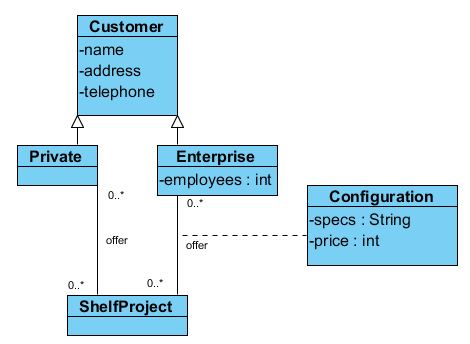 Customer
-name
-address
-telephone
Private
Enterprise
-employees : int
0..*
0..*
Configuration
-specs : String
-price : int
offer
offer
0..*
0..*
ShelfProject